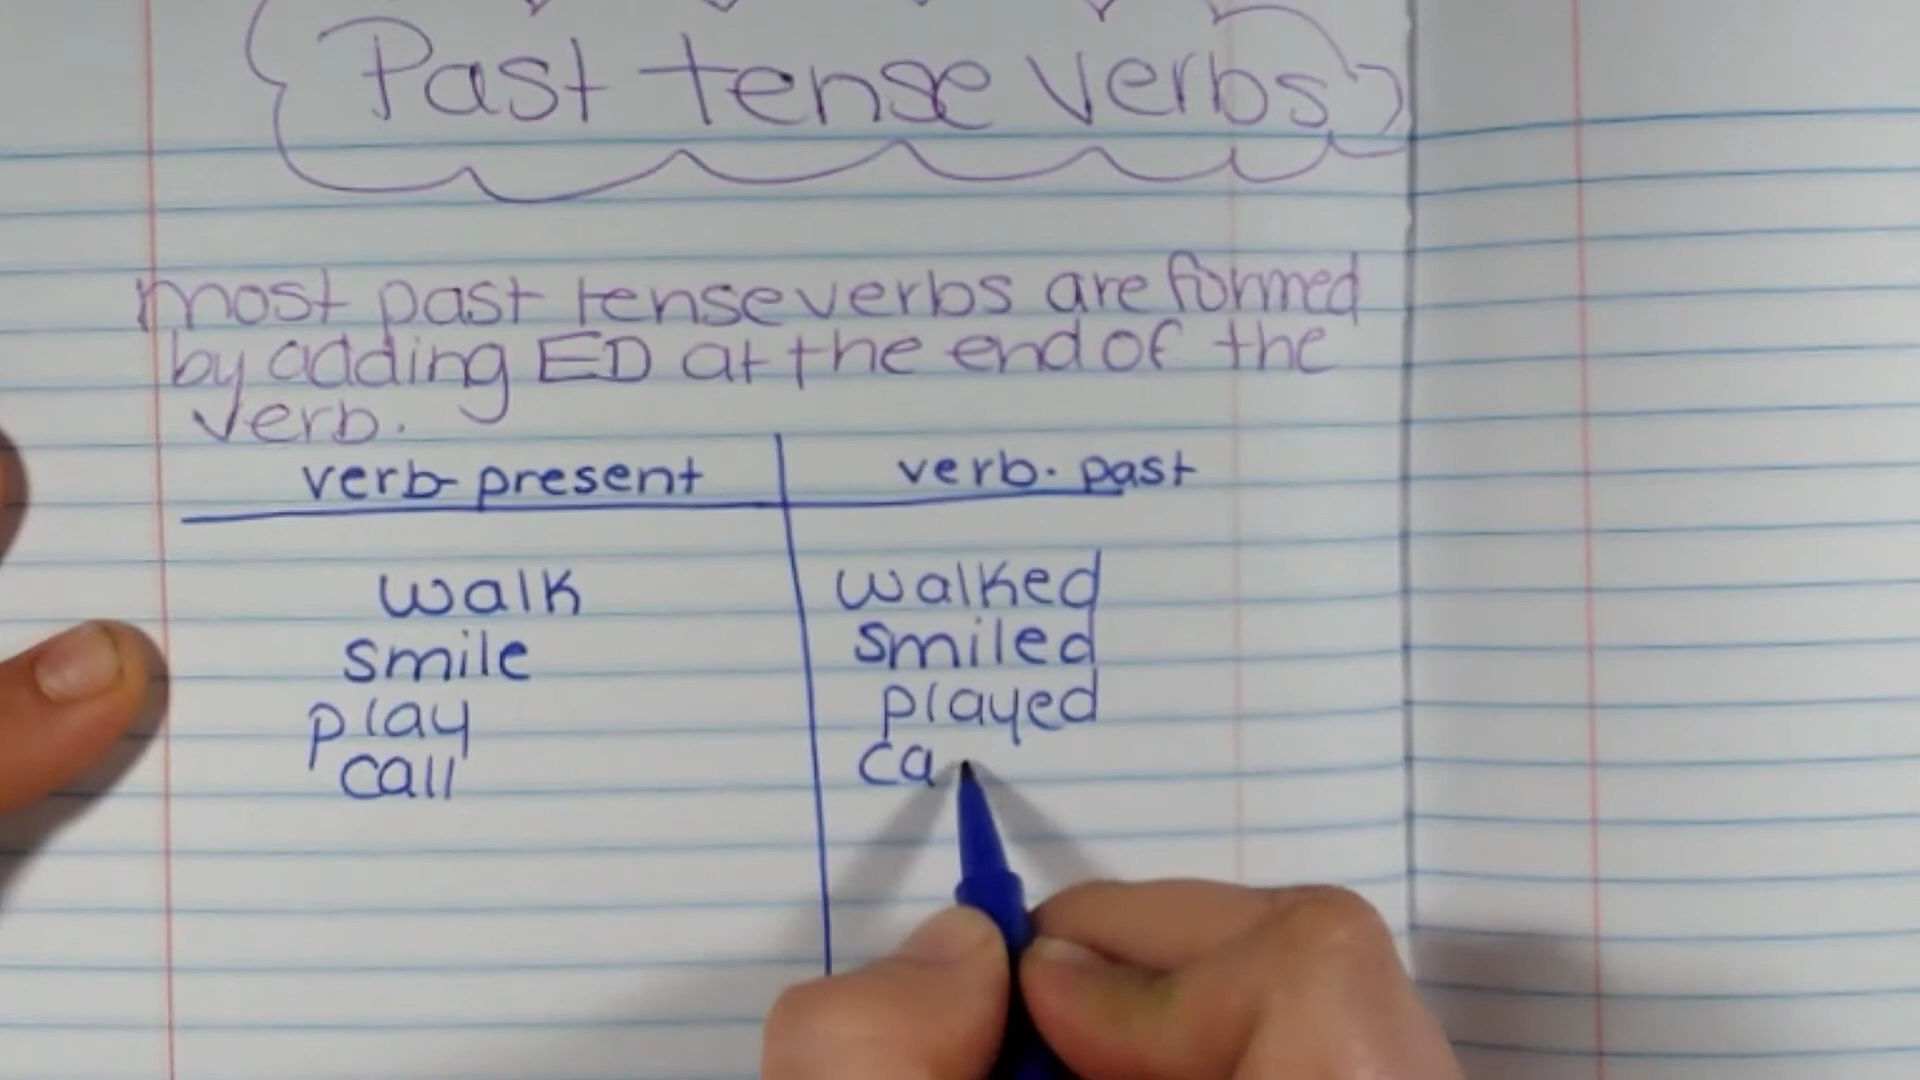 Past tense verbs
most past tense verbs are formed
by adding ED at the end of the
verb.
verb-present verb. past
walk walked
smile smiled
play played
call ca